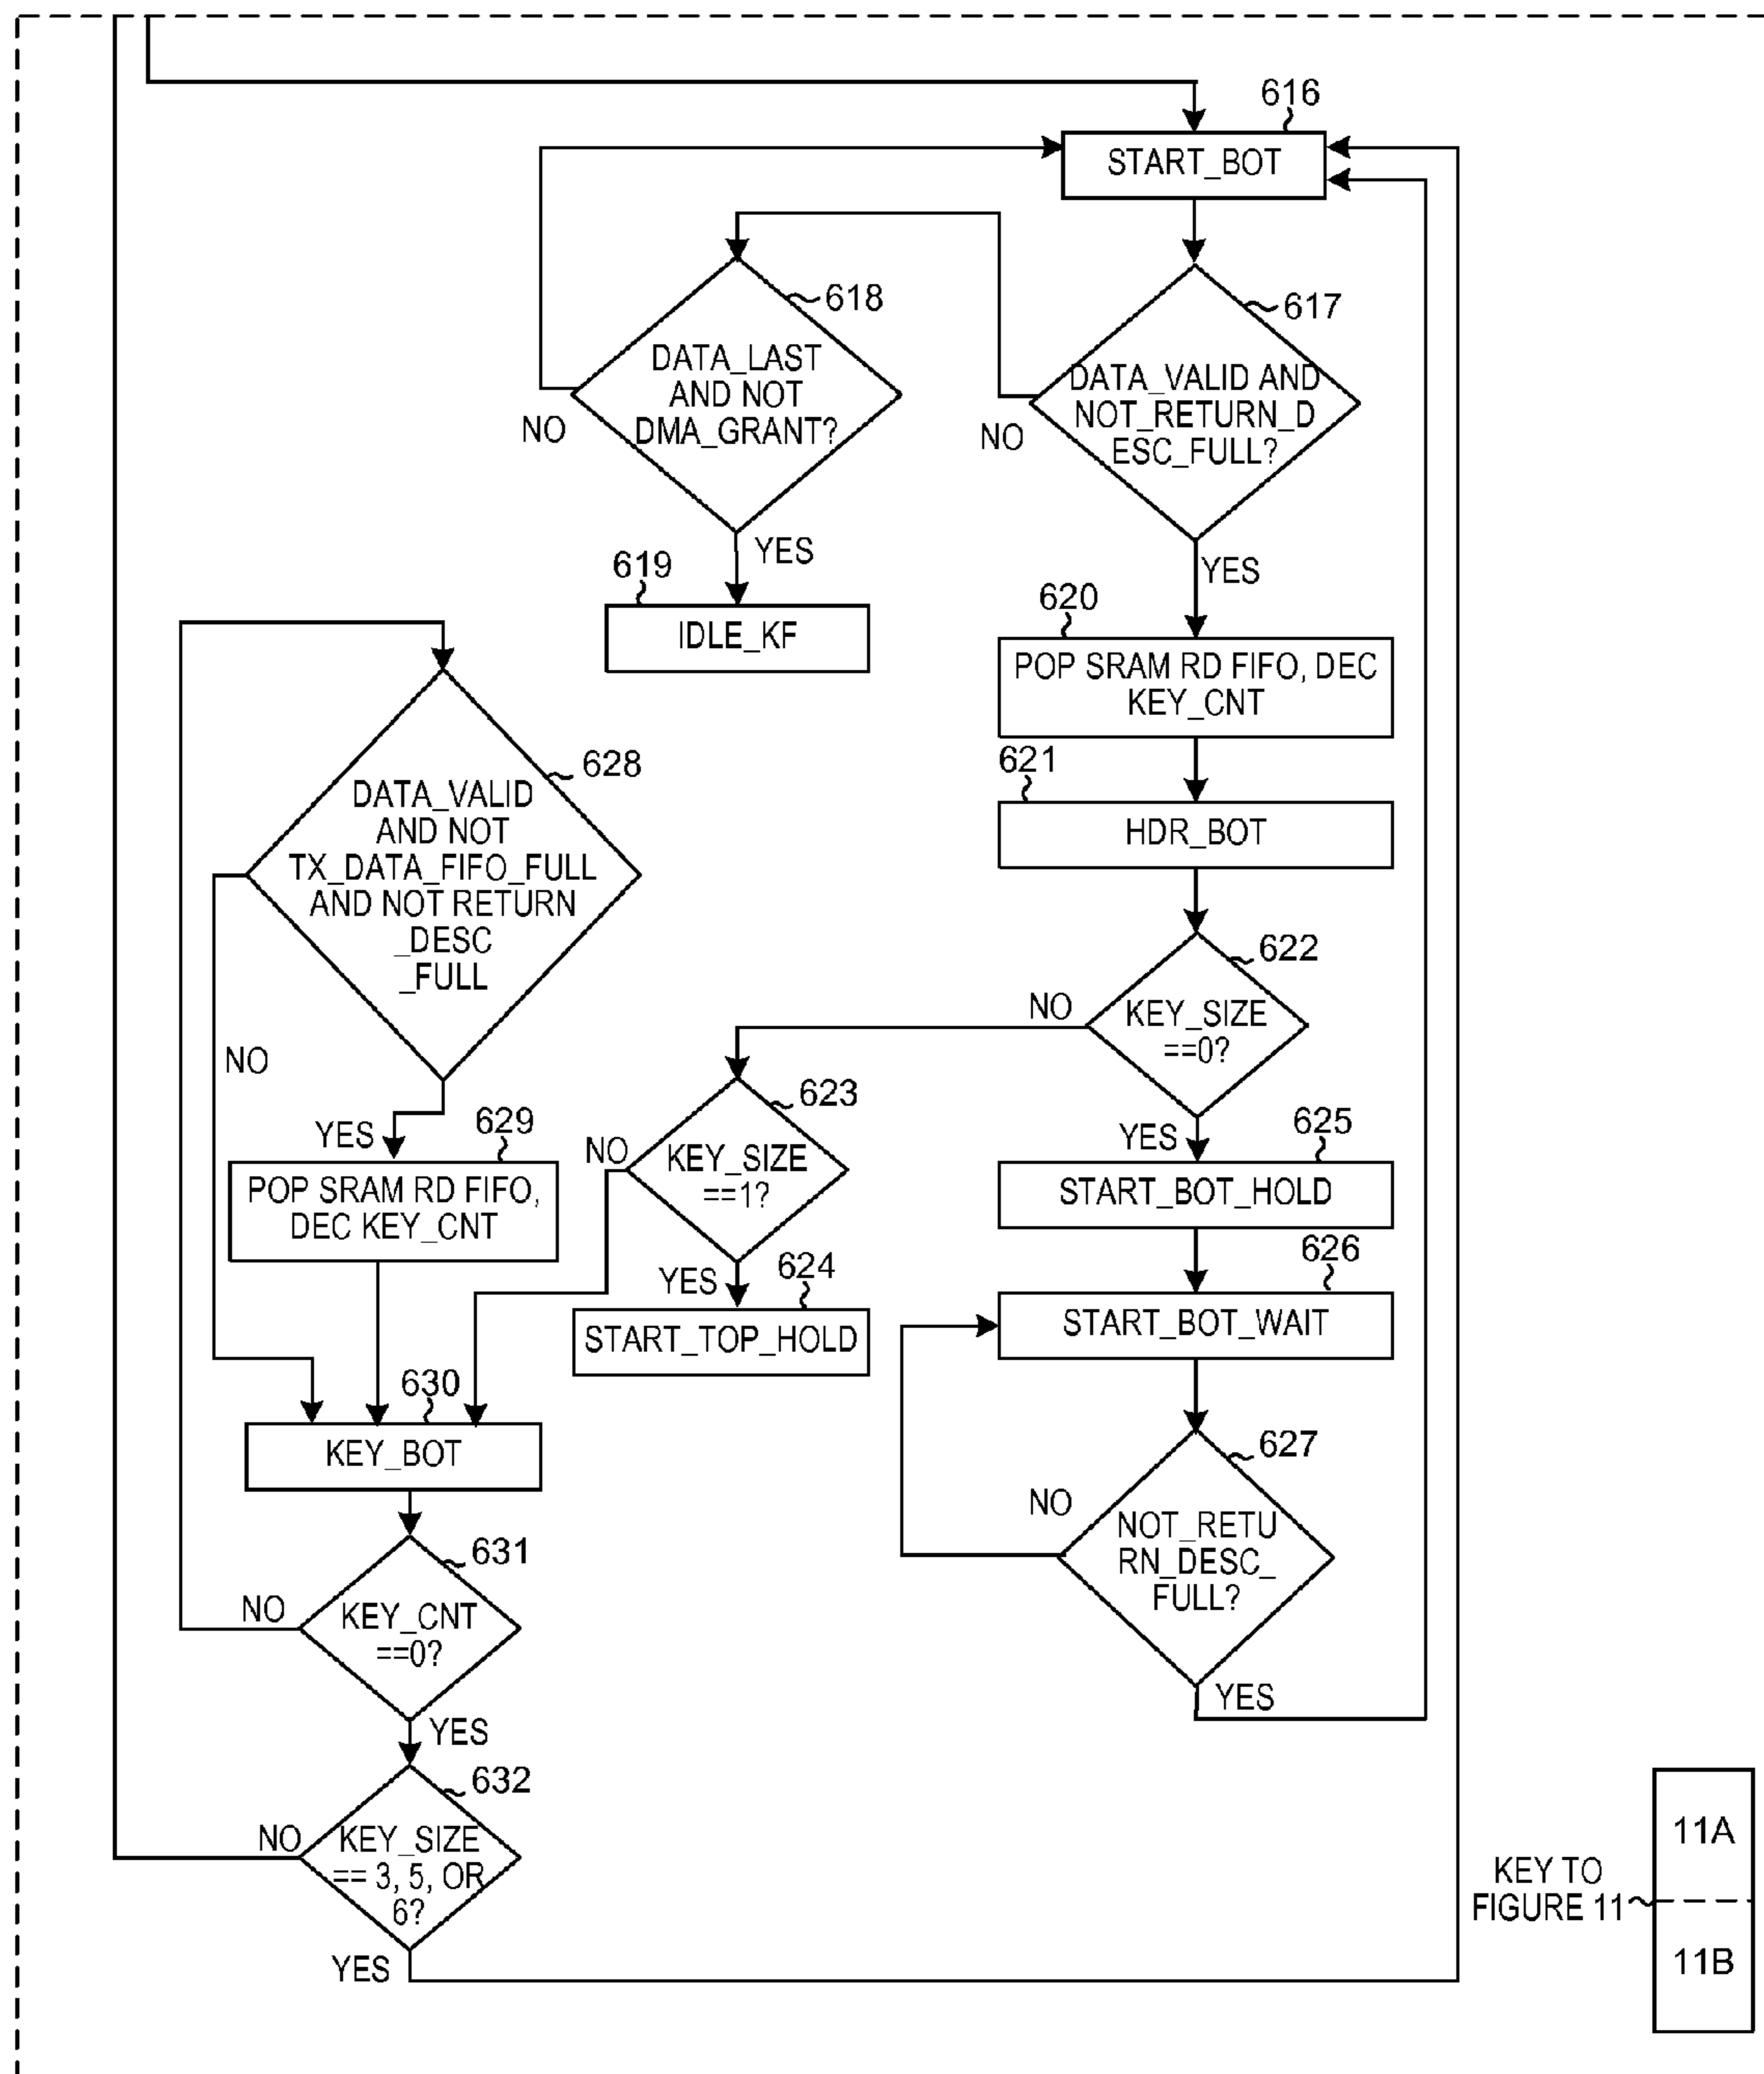 616
START_BOT
618
617
DATA_LAST
AND NOT
DMA_GRANT?
NO
DATA_VALID AND
NOT_RETURN_D
ESC_FULL?
NO
YES
619
IDLE_KF
YES
620
POP SRAM RD FIFO, DEC
KEY_CNT
621
HDR_BOT
628
DATA_VALID
AND NOT
TX_DATA_FIFO_FULL
AND NOT RETURN
_DESC
_FULL
NO
622
KEY_SIZE
==0?
NO
623
KEY_SIZE
==1?
NO
YES
625
START_BOT_HOLD
YES
629
POP SRAM RD FIFO,
DEC KEY_CNT
YES
624
START_TOP_HOLD
626
START_BOT_WAIT
630
KEY_BOT
627
NOT_RETU
RN_DESC_
FULL?
NO
YES
631
KEY_CNT
==0?
NO
YES
632
KEY_SIZE
== 3, 5, OR
6?
NO
YES
KEY TO
FIGURE 11
11A
11B